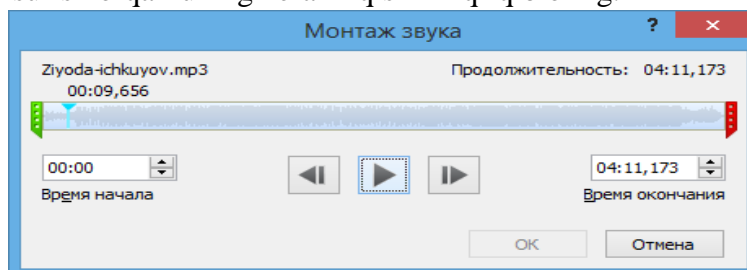 Монтаж звука
?
×
Ziyoda-ichkuyov.mp3
Продолжительность: 04:11,173
00:09,656
00:00
04:11,173
Время начала
Время окончания
OK
Отмена